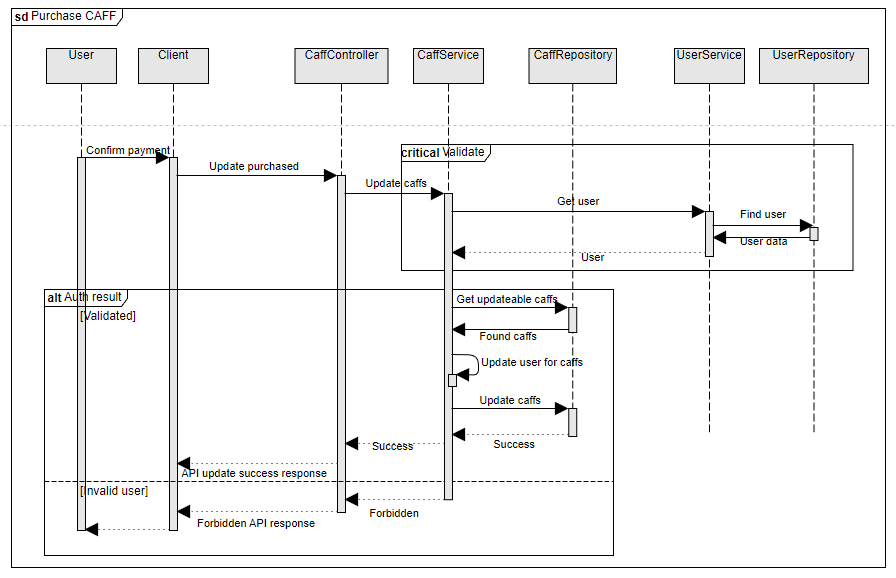 sd Purchase CAFF
User
Client
CaffController
CaffService
CaffRepository
UserService
UserRepository
Confirm payment
critical Validate
Update purchased
Update caffs
Get user
Find user
User data
User
alt Auth result
[Validated]
Get updateable caffs
Found caffs
Update user for caffs
Update caffs
Success
Success
API update success response
[Invalid user]
Forbidden
Forbidden API response